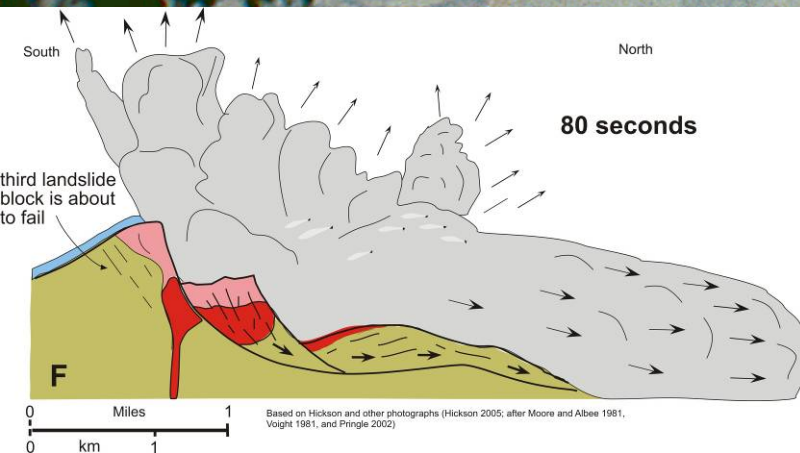 South
North
80 seconds
third landslide
block is about
to fail
F
0 Miles 1
0 km 1
Based on Hickson and other photographs (Hickson 2005; after Moore and Albee 1981,
Voight 1981, and Pringle 2002)